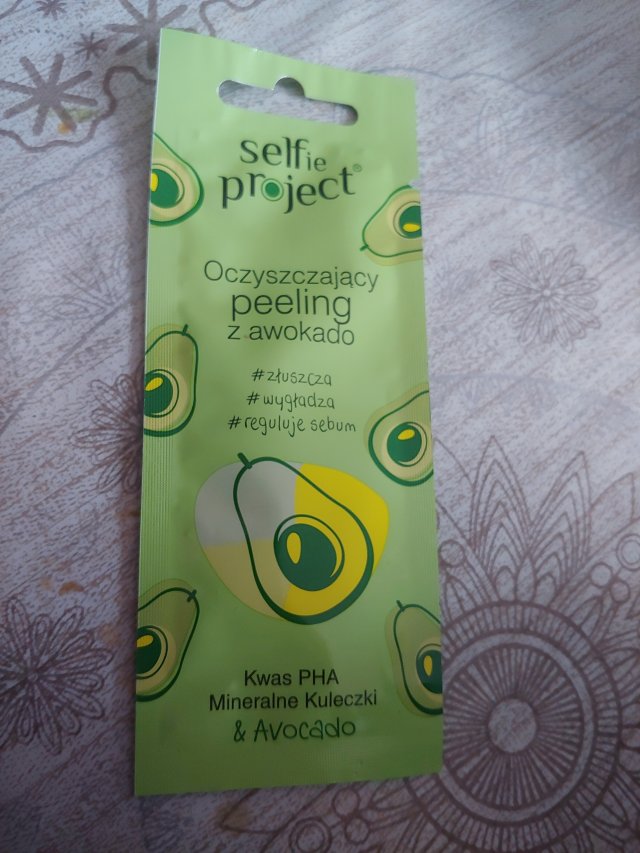 selfie
project®
Oczyszczający
peeling
z awokado
#złuszcza
#wygładza
#reguluje sebum
Kwas PHA
Mineralne Kuleczki
& Avocado